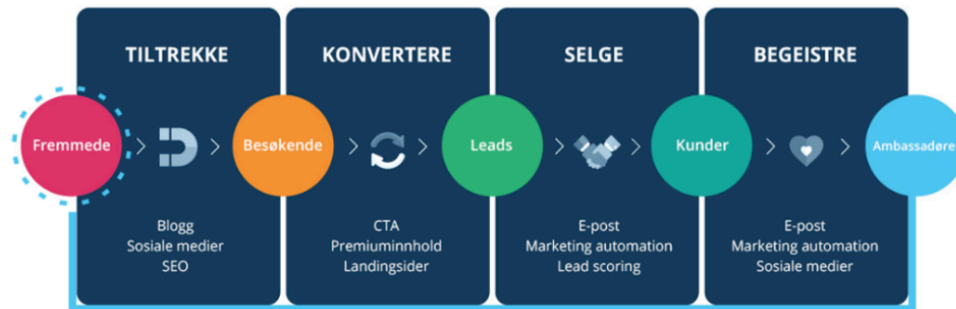 TILTREKKE
KONVERTERE
SELGE
BEGEISTRE
Fremmede
Besøkende
Leads
Kunder
Ambassadøre
Blogg
Sosiale medier
SEO
CTA
Premiuminnhold
Landingsider
E-post
Marketing automation
Lead scoring
E-post
Marketing automation
Sosiale medier